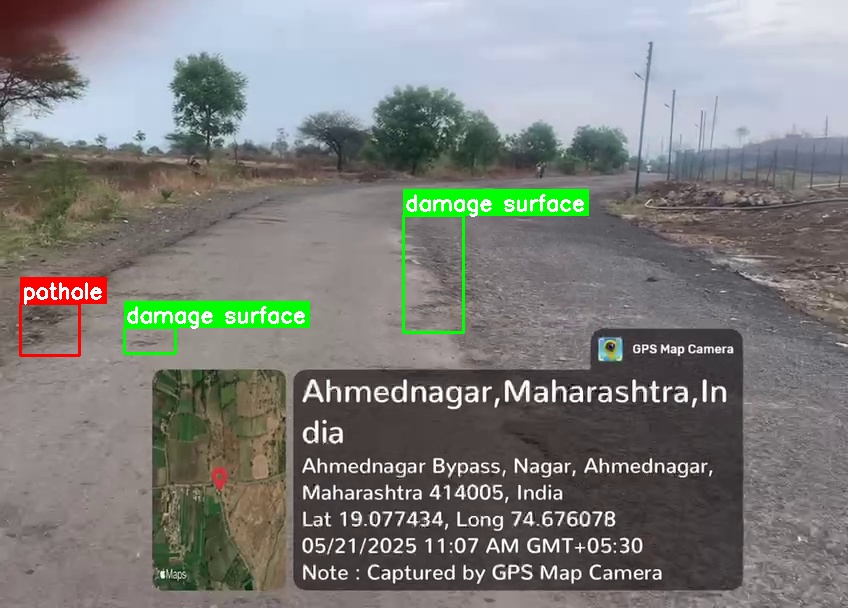 damage surface
pothole
damage surface
GPS Map Camera
Ahmednagar,Maharashtra,In
dia
Ahmednagar Bypass, Nagar, Ahmednagar,
Maharashtra 414005, India
Lat 19.077434, Long 74.676078
05/21/2025 11:07 AM GMT+05:30
Note : Captured by GPS Map Camera
Maps